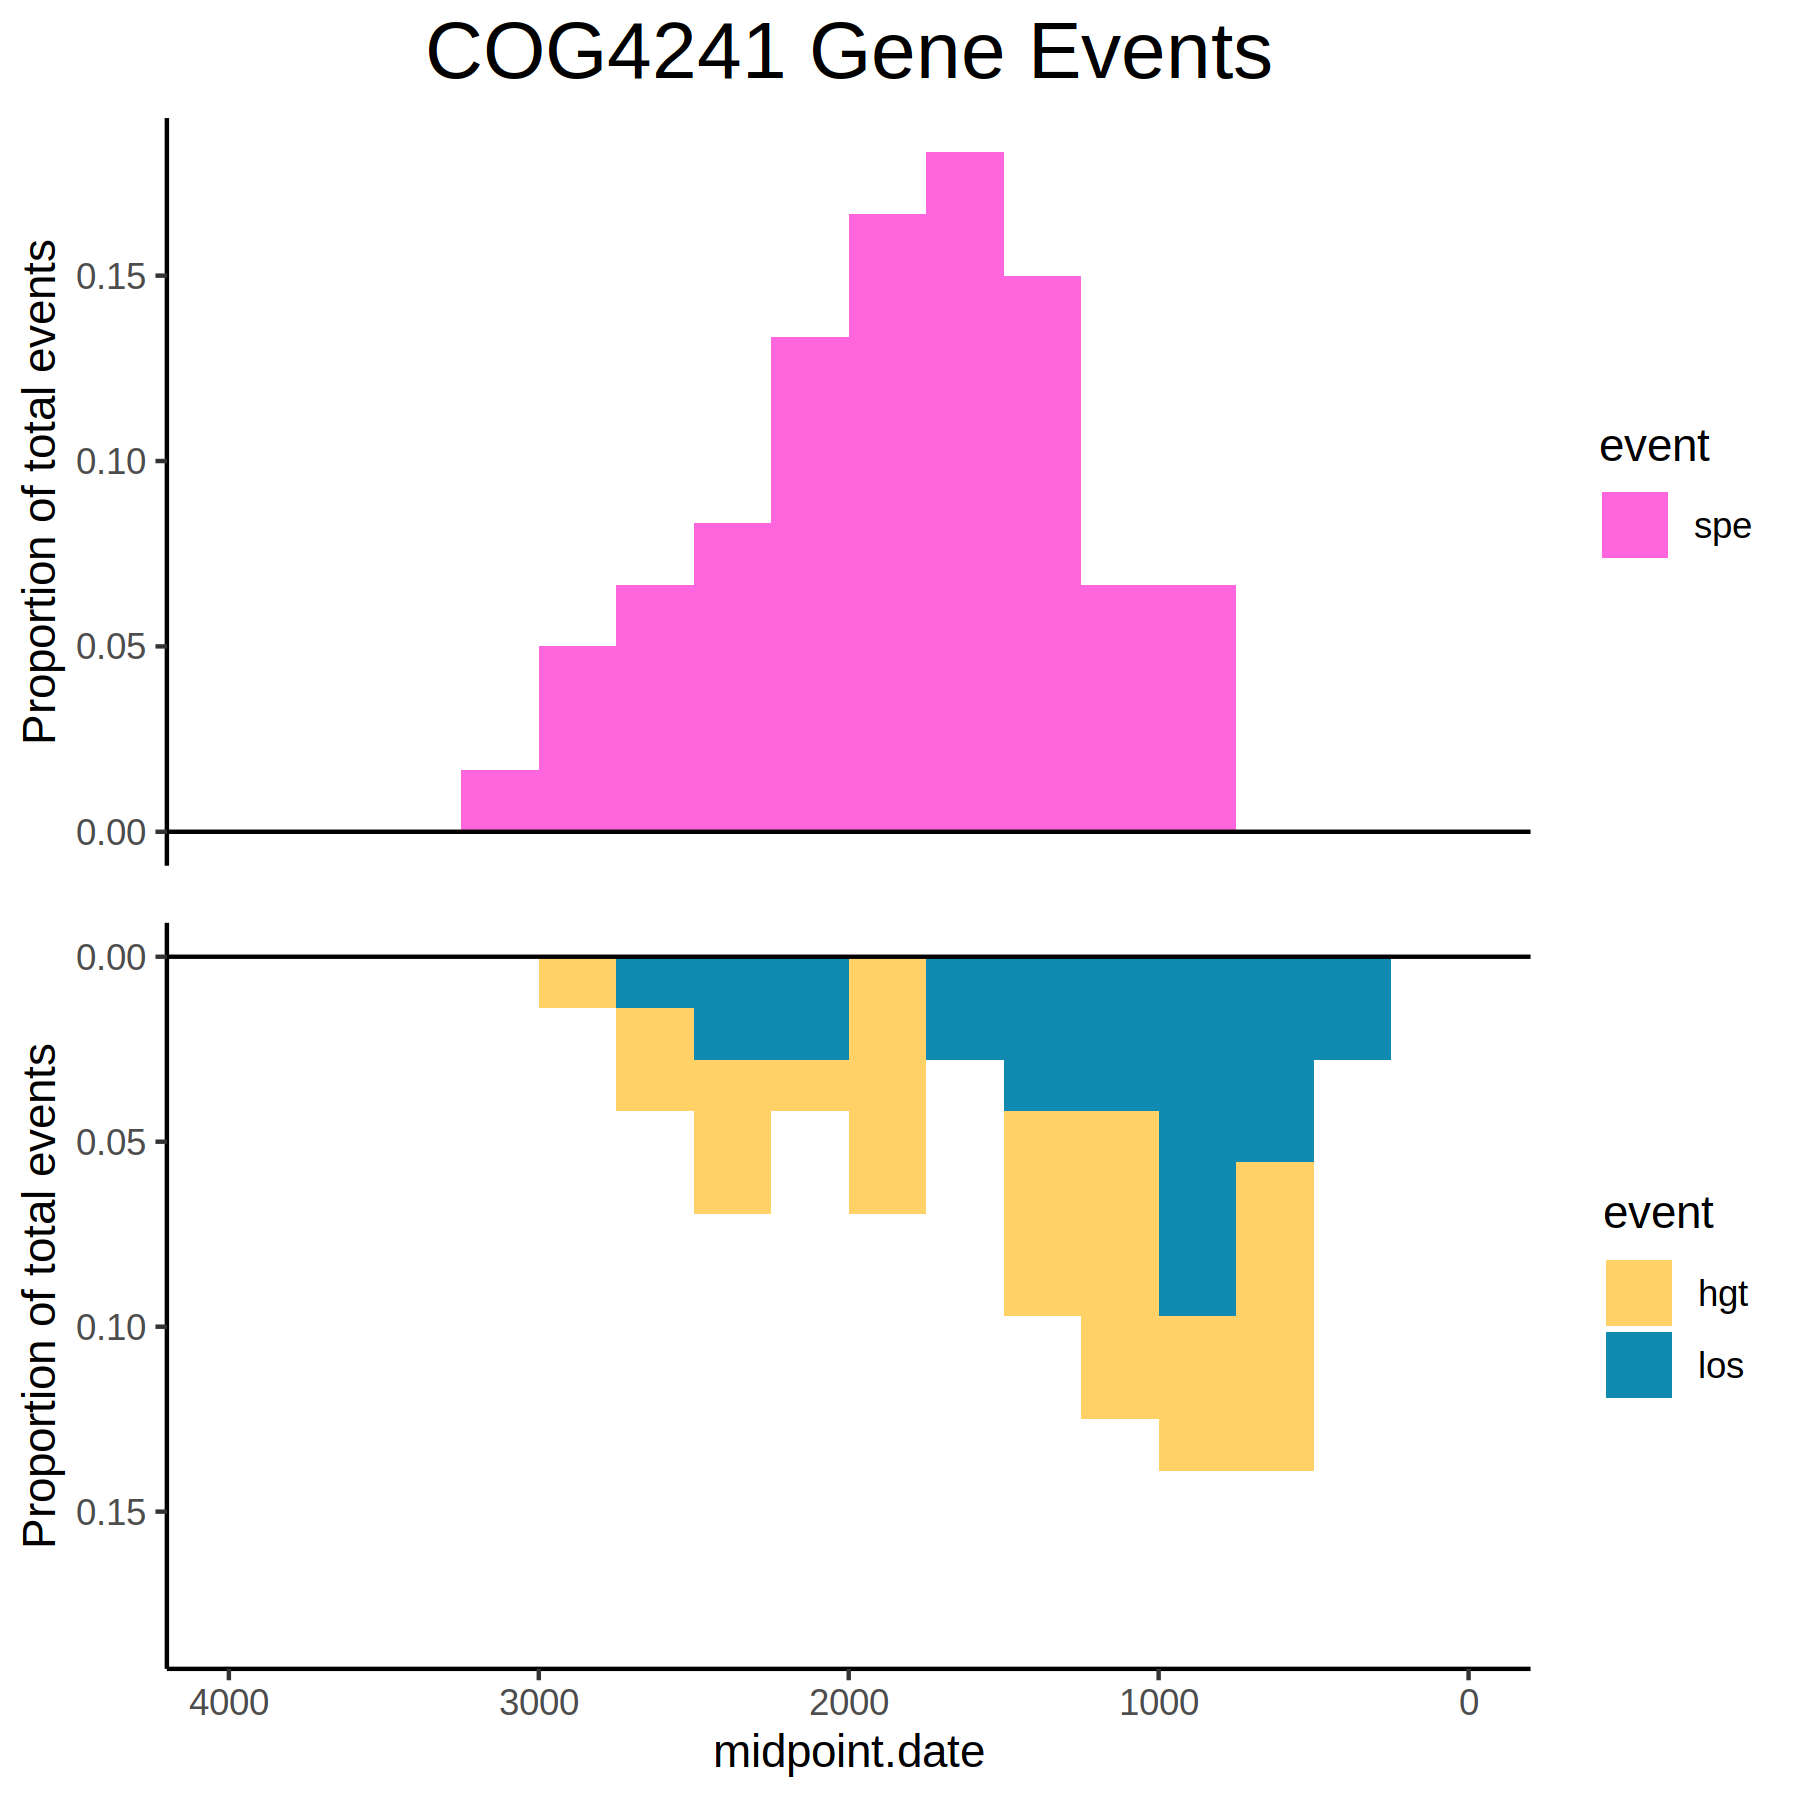 COG4241 Gene Events
Proportion of total events
0.15
0.10
0.05
0.00
event
spe
Proportion of total events
0.00
0.05
0.10
0.15
event
hgt
los
4000 3000 2000 1000 0
midpoint.date